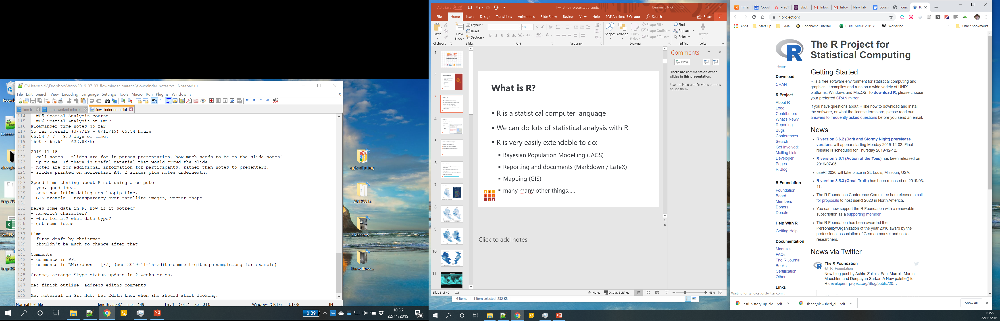 C:\Users\nick\Dropbox\Work\2019-07-03-flowminder-material\flowminder-notes.txt - Notepad++
File Edit Search View Encoding Language Settings Tools Macro Run Plugins Window ? X
time.txt dates-worked-cdrc.txt flowminder-notes.txt
114 - WP5 Spatial Analysis course
115 - WP6 Spatial Analysis on LWS?
116 Flowminder time notes so far
117 So far overall (3/7/19 - 8/11/19) 65.54 hours
118 65.54 / 7 = 9.3 days of time.
119 1500 / 65.54 = £22.88/hr
120
121 2019-11-15
122 - call notes - slides are for in-person presentation, how much needs to be on the slide notes?
123 - up to me. If there is useful material that would crowd the slide.
124 - notes are for additional information for participants, rather than notes to presenters.
125 - slides printed on horzential A4, 2 slides plus notes underneath.
126
127 Spend time thnking about R not using a computer
128 - yes, good idea.
129 - some non intimidating non-laoptp time.
130 - GIS example - transparency over satellite images, vector shape
131
132 heres some data in R, how is it sotred?
133 - numeric? character?
134 - what format? what data type?
135 - get some ideas
136
137 time
138 - first draft by christmas
139 - shouldn't be much to change after that
140
141 Comments
142 - comments in PPT
143 - comments in RMarkdown [//] (see 2019-11-15-edith-comment-githug-example.png for example)
144
145 Graeme, arrange Skype status update in 2 weeks or so.
146
147 Me: finish outline, address ediths comments
148
149 Me: material in Git Hub. Let Edith know when she should start looking.
Normal text file length : 5,387 lines : 149 Ln : 1 Col : 1 Sel : 0 | 0 Windows (CR LF) UTF-8 IN
Recycle
finance-
dev-gis
tmp-20
weekly-
tmp-20
qgis-clip-bug
20170314
slideshow-...
the-willows...
0:39
10:56
22/11/2019
26
AutoSave Off
1-what-is-r-presentation.pptx
Bearman, Nick
File Home Insert Design Transitions Animations Slide Show Review View Help PDF Architect 7 Creator Search Share
Paste
New Slide
Layout
Reset
Section
18
Shapes Arrange Quick Styles
Shape Fill
Shape Outline
Shape Effects
Find
Replace
Select
Dictate
Clipboard Slides Font Paragraph Drawing Editing Voice
1
2
3
4
5
6
7
8
9
10
11
What is R?
R is a statistical computer language
We can do lots of statistical analysis with R
R is very easily extendable to do:
Bayesian Population Modelling (JAGS)
Reporting and documents (Markdown / LaTeX)
Mapping (GIS)
many many other things.....
Click to add notes
Comments
New
There are comments on other
slides in this presentation.
Use the Next and Previous buttons
to see them.
Slide 3 of 40 Notes Display Settings 68%
6 items 1 item selected 232 KB
Time: Goog 201 Slack Inbox Inbox New Tab cours Foun R:
r-project.org
Apps Start-up GMail Codename Entertai... CDRC MRDP 2019.x... Worktribe » Other bookmarks
The R Project for
Statistical Computing
[Home]
Download
CRAN
R Project
About R
Logo
Contributors
What's New?
Reporting
Bugs
Conferences
Search
Get Involved:
Mailing Lists
Developer
Pages
R Blog
R Foundation
Foundation
Board
Members
Donors
Donate
Help With R
Getting Help
Documentation
Manuals
FAQs
The R Journal
Books
Certification
Other
Links
Getting Started
R is a free software environment for statistical computing and
graphics. It compiles and runs on a wide variety of UNIX
platforms, Windows and MacOS. To download R, please choose
your preferred CRAN mirror.
If you have questions about R like how to download and install
the software, or what the license terms are, please read our
answers to frequently asked questions before you send an email.
News
R version 3.6.2 (Dark and Stormy Night) prerelease
versions will appear starting Monday 2019-12-02. Final
release is scheduled for Thursday 2019-12-12.
R version 3.6.1 (Action of the Toes) has been released on
2019-07-05.
useR! 2020 will take place in St. Louis, Missouri, USA.
R version 3.5.3 (Great Truth) has been released on 2019-03-
11.
The R Foundation Conference Committee has released a call
for proposals to host useR! 2020 in North America.
You can now support the R Foundation with a renewable
subscription as a supporting member
The R Foundation has been awarded the
Personality/Organization of the year 2018 award by the
professional association of German market and social
researchers.
News via Twitter
The R Foundation
@_R_Foundation
New blog post by Achim Zeileis, Paul Murrell, Martin
Maechler, and Deepayan Sarkar: A New palette() for
R.developer.r-project.org/Blog/public/20...
Waiting for syndication.twitter.com...
esri-history-up-clo....pdf fisher_viewshed_al....pdf Show all
10:56
22/11/2019